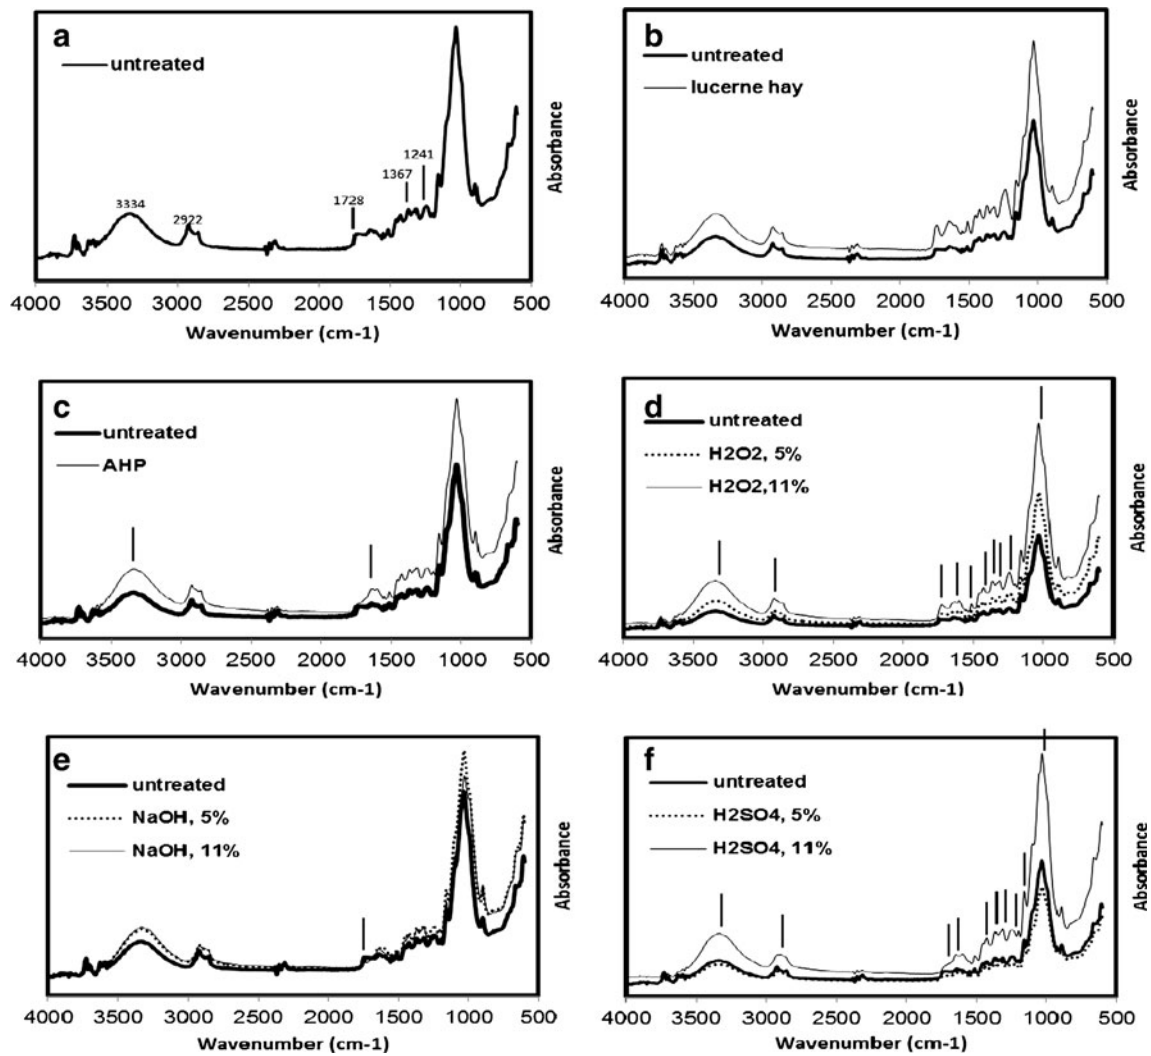 a
untreated
3334
2922
1728
1367
1241
4000 3500 3000 2500 2000 1500 1000 500
Wavenumber (cm-1)
Absorbance
b
untreated
lucerne hay
4000 3500 3000 2500 2000 1500 1000 500
Wavenumber (cm-1)
Absorbance
c
untreated
AHP
4000 3500 3000 2500 2000 1500 1000 500
Wavenumber (cm-1)
Absorbance
d
untreated
H2O2, 5%
H2O2,11%
4000 3500 3000 2500 2000 1500 1000 500
Wavenumber (cm-1)
Absorbance
e
untreated
NaOH, 5%
NaOH, 11%
4000 3500 3000 2500 2000 1500 1000 500
Wavenumber (cm-1)
Absorbance
f
untreated
H2SO4, 5%
H2SO4, 11%
4000 3500 3000 2500 2000 1500 1000 500
Wavenumber (cm-1)
Absorbance